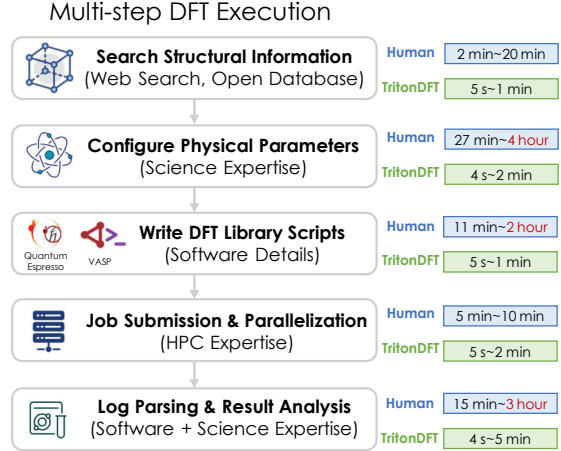 Multi-step DFT Execution
Search Structural Information
(Web Search, Open Database)
Human 2 min~20 min
TritonDFT 5 s~1 min
Configure Physical Parameters
(Science Expertise)
Human 27 min~4 hour
TritonDFT 4 s~2 min
Quantum
Espresso
VASP
Write DFT Library Scripts
(Software Details)
Human 11 min~2 hour
TritonDFT 5 s~1 min
Job Submission & Parallelization
(HPC Expertise)
Human 5 min~10 min
TritonDFT 5 s~2 min
Log Parsing & Result Analysis
(Software + Science Expertise)
Human 15 min~3 hour
TritonDFT 4 s~5 min